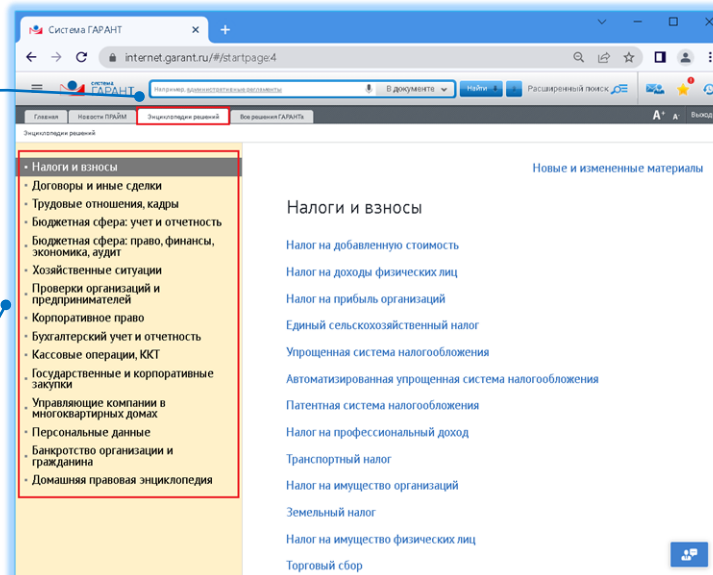 Система ГАРАНТ
internet.garant.ru/#/startpage:4
СИСТЕМА
ГАРАНТ
Например, административные регламенты
В документе
Найти
Расширенный поиск
Главная
Новости ПРАЙМ
Энциклопедия решений
Все решения ГАРАНТа
А+
А-
Выход
Энциклопедия решений
Налоги и взносы
Договоры и иные сделки
Трудовые отношения, кадры
Бюджетная сфера: учет и отчетность
Бюджетная сфера: право, финансы,
экономика, аудит
Хозяйственные ситуации
Проверки организаций и
предпринимателей
Корпоративное право
Бухгалтерский учет и отчетность
Кассовые операции, ККТ
Государственные и корпоративные
закупки
Управляющие компании в
многоквартирных домах
Персональные данные
Банкротство организации и
гражданина
Домашняя правовая энциклопедия
Новые и измененные материалы
Налоги и взносы
Налог на добавленную стоимость
Налог на доходы физических лиц
Налог на прибыль организаций
Единый сельскохозяйственный налог
Упрощенная система налогообложения
Автоматизированная упрощенная система налогообложения
Патентная система налогообложения
Налог на профессиональный доход
Транспортный налог
Налог на имущество организаций
Земельный налог
Налог на имущество физических лиц
Торговый сбор